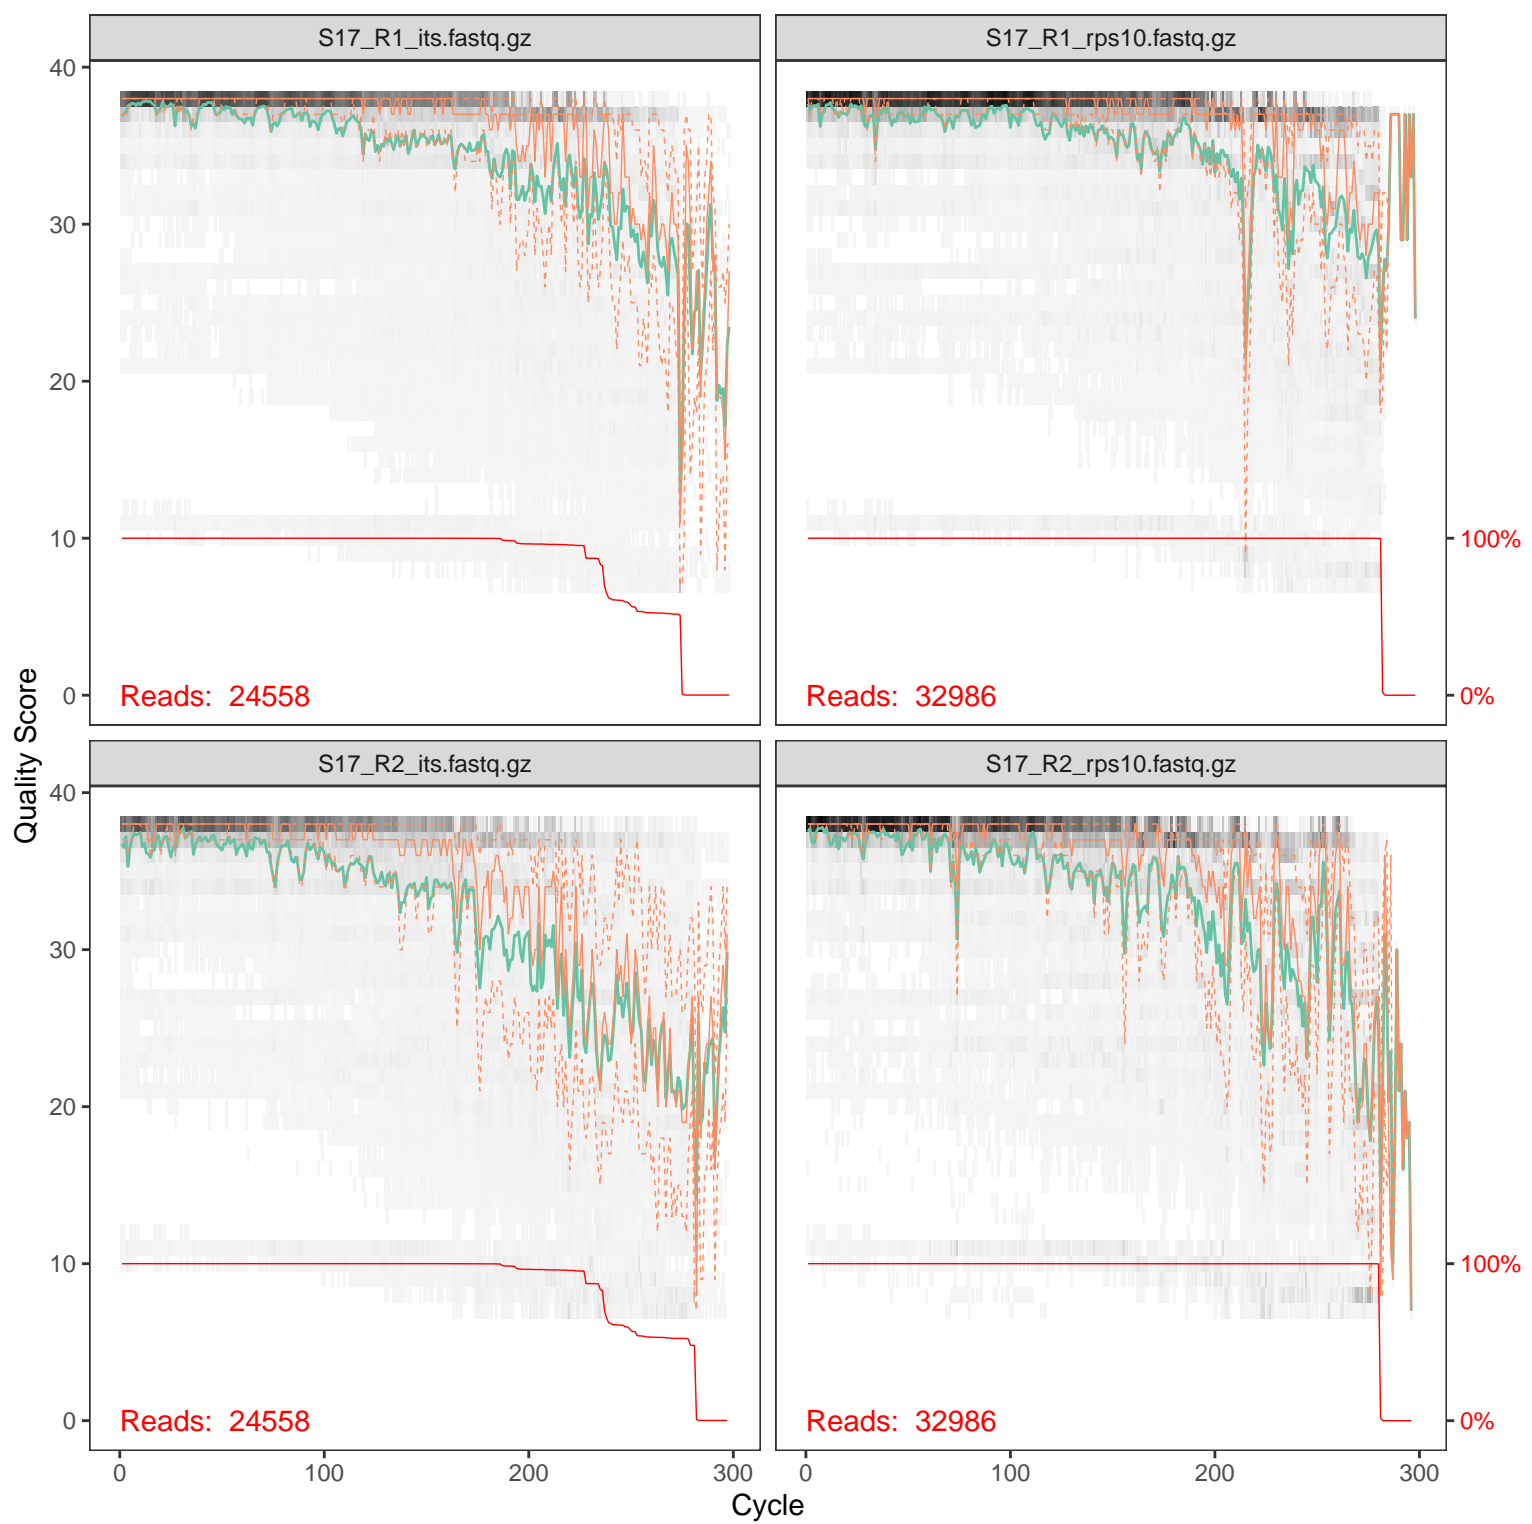 S17_R1_its.fastq.gz
S17_R1_rps10.fastq.gz
40
30
20
10
0
Reads: 24558
Reads: 32986
100%
0%
Quality Score
S17_R2_its.fastq.gz
S17_R2_rps10.fastq.gz
40
30
20
10
0
Reads: 24558
Reads: 32986
100%
0%
0 100 200 300
0 100 200 300
Cycle